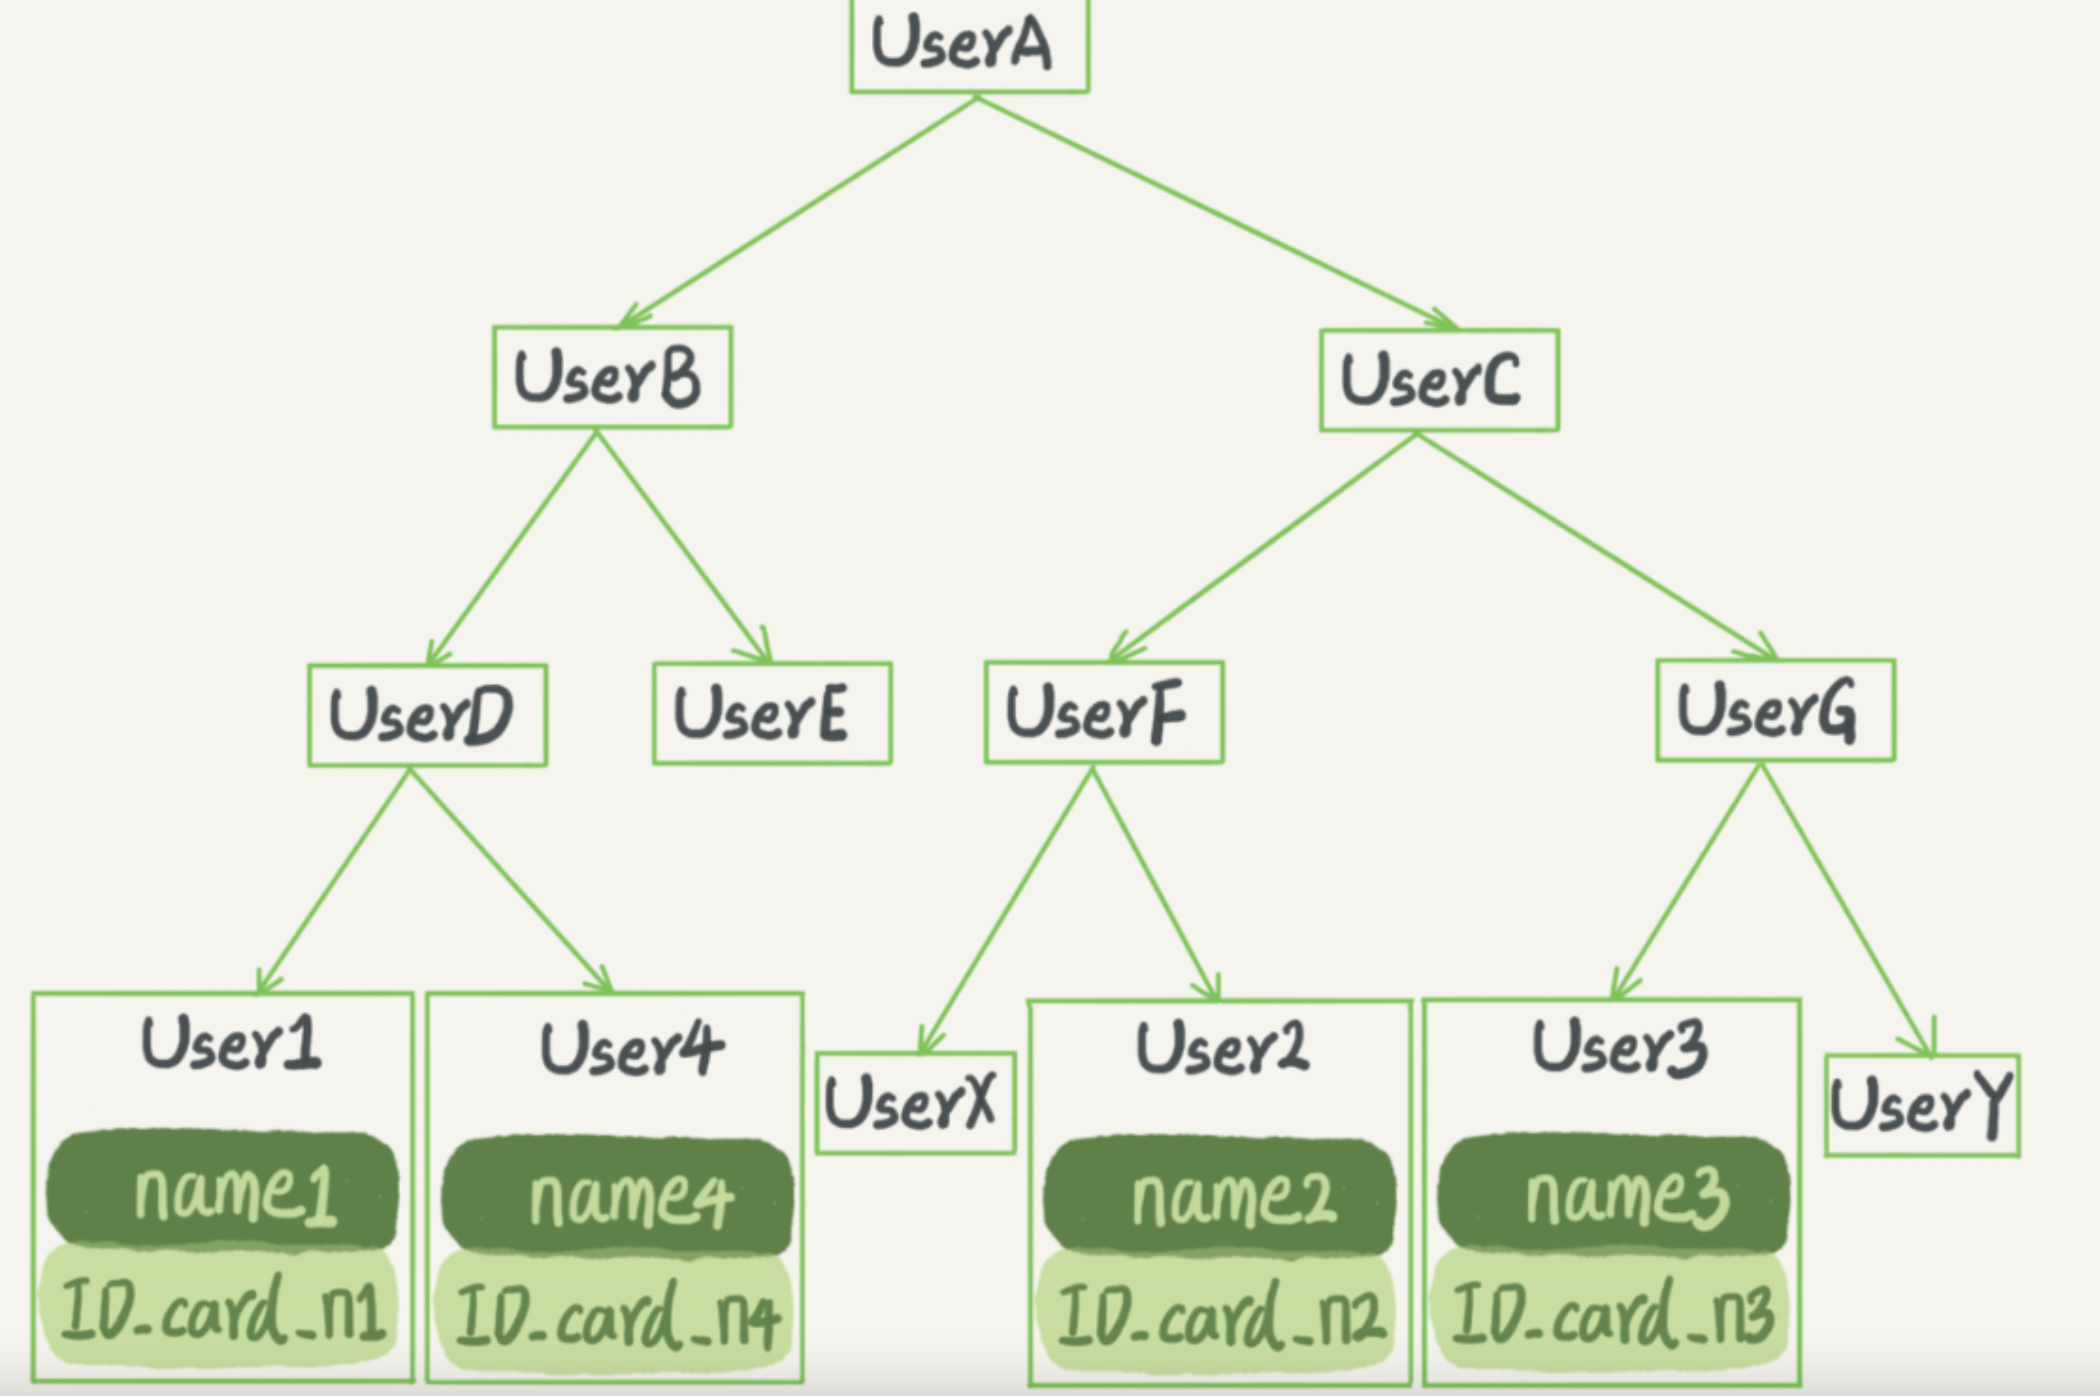 UserA
UserB
UserC
UserD
UserE
UserF
UserG
User1
name1
ID_card_n1
User4
name4
ID_card_n4
UserX
User2
name2
ID_card_n2
User3
name3
ID_card_n3
UserY